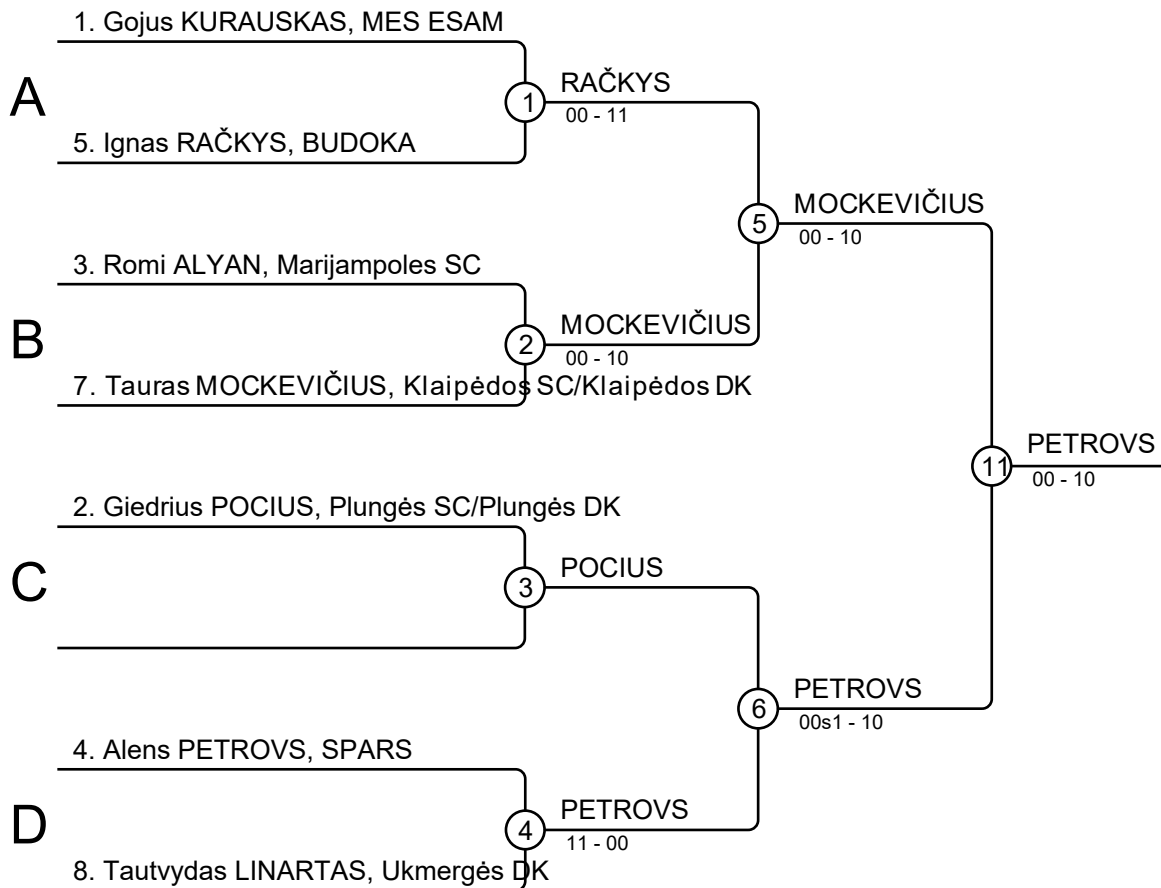 1. Gojus KURAUSKAS, MES ESAM
A
1
RAČKYS
00 - 11
5. Ignas RAČKYS, BUDOKA
5
MOCKEVIČIUS
00 - 10
3. Romi ALYAN, Marijampoles SC
B
2
MOCKEVIČIUS
00 - 10
7. Tauras MOCKEVIČIUS, Klaipėdos SC/Klaipėdos DK
11
PETROVS
00 - 10
2. Giedrius POCIUS, Plungės SC/Plungės DK
C
3
POCIUS
6
PETROVS
00s1 - 10
4. Alens PETROVS, SPARS
D
4
PETROVS
11 - 00
8. Tautvydas LINARTAS, Ukmergės DK